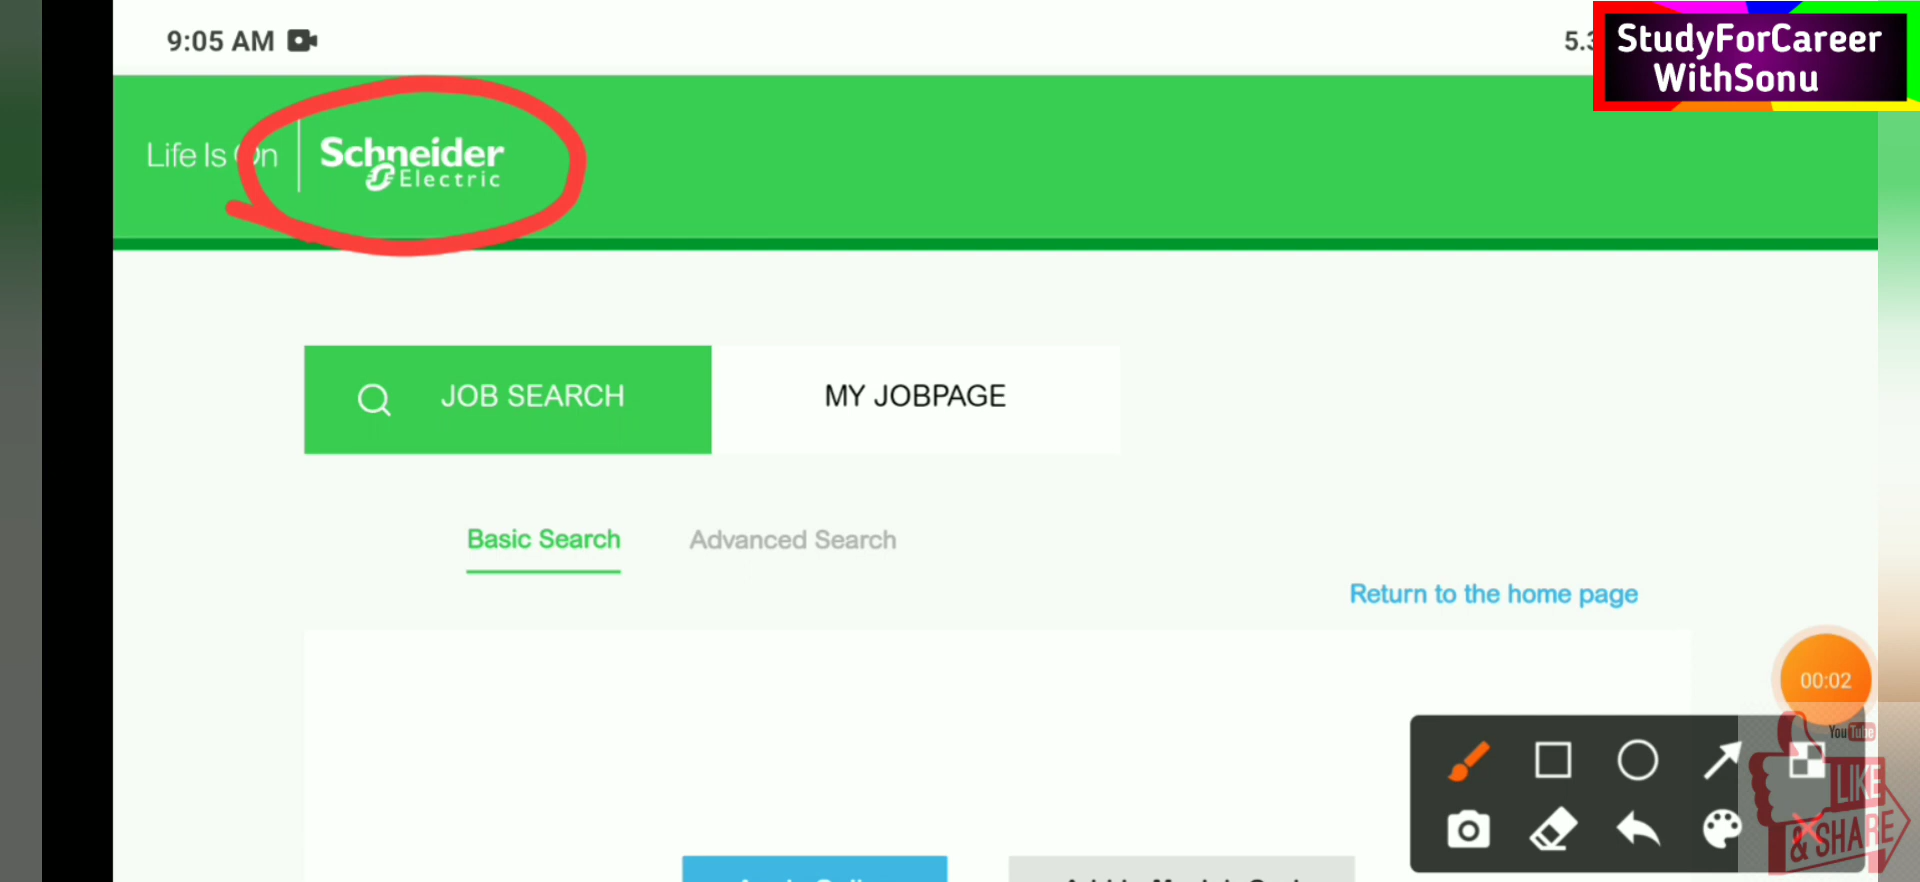 9:05 AM
StudyForCareer
WithSonu
Life Is On
Schneider
Electric
JOB SEARCH
MY JOBPAGE
Basic Search
Advanced Search
Return to the home page
00:02
YouTube
LIKE
& SHARE